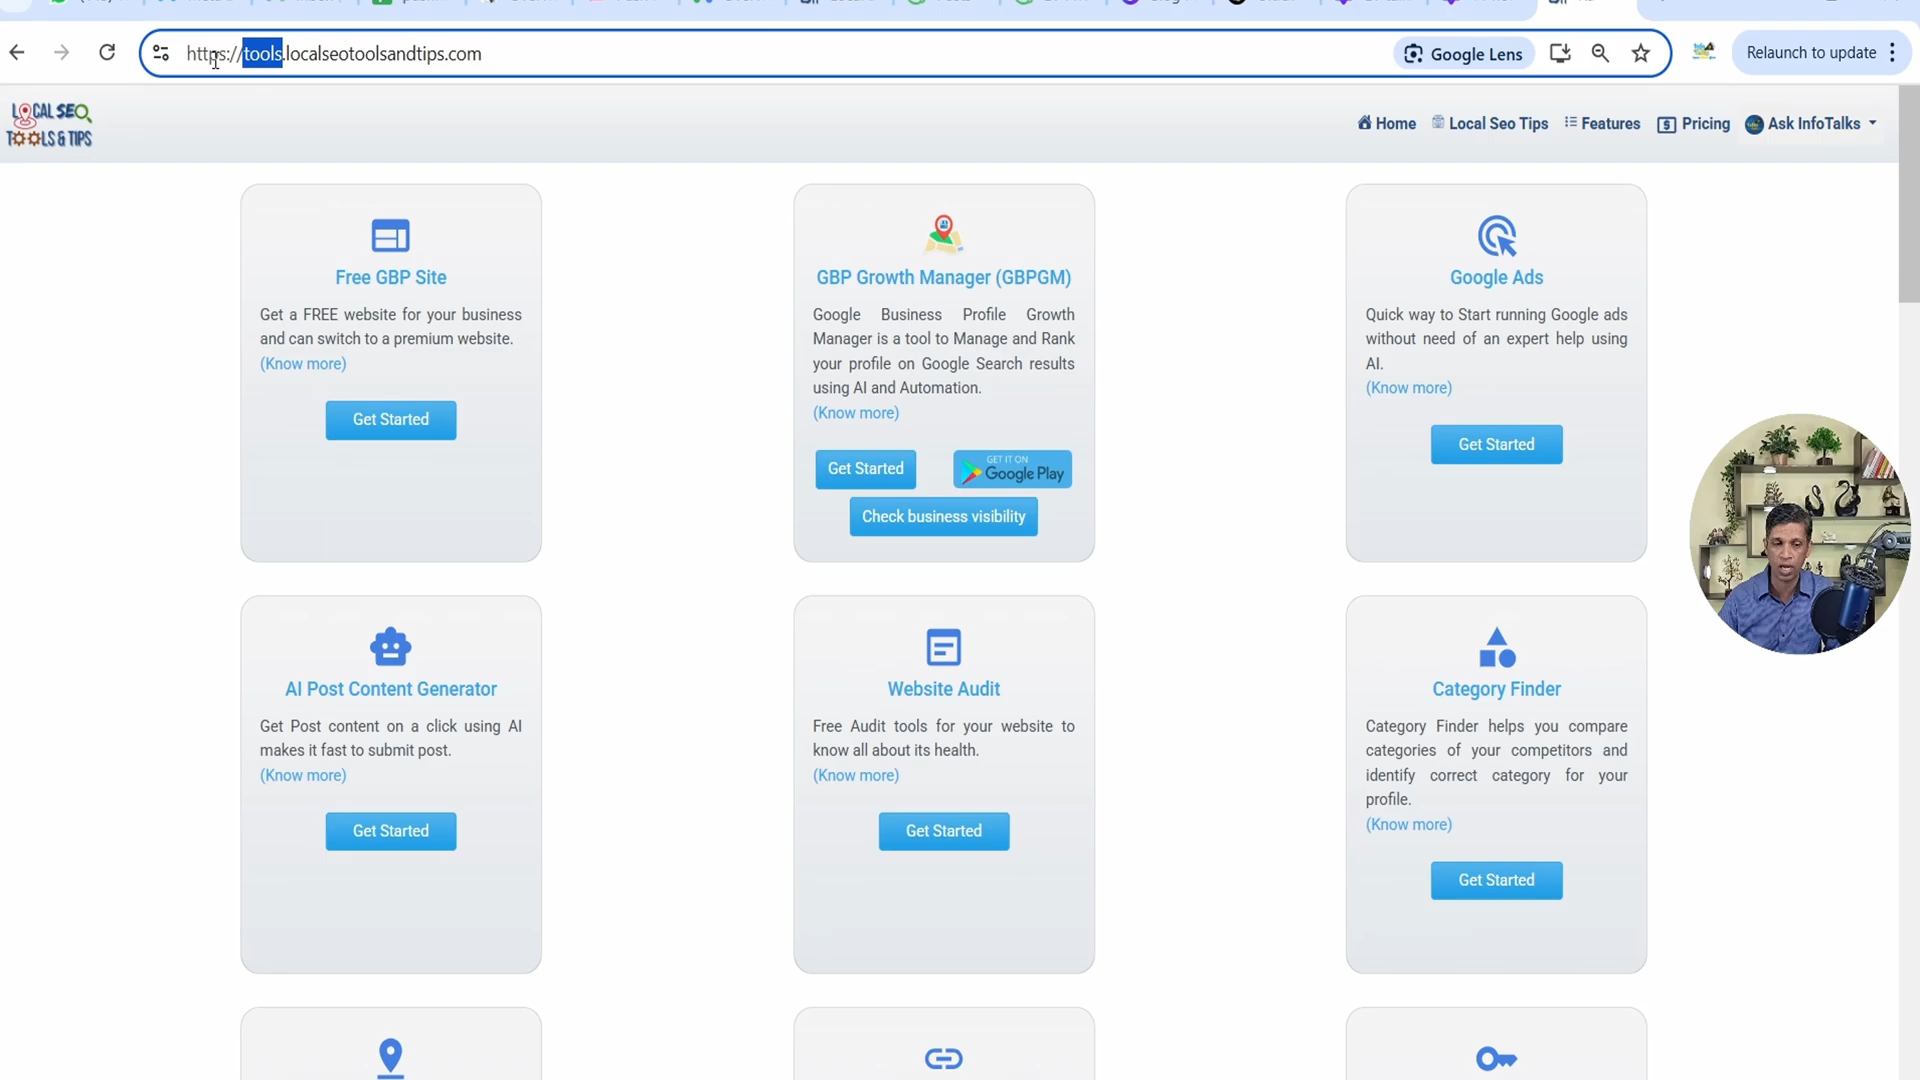 https://tools.localseotoolsandtips.com
Google Lens
Relaunch to update
LOCAL SEO
TOOLS & TIPS
Home
Local Seo Tips
Features
Pricing
Ask InfoTalks
Free GBP Site
Get a FREE website for your business
and can switch to a premium website.
(Know more)
Get Started
GBP Growth Manager (GBPGM)
Google Business Profile Growth
Manager is a tool to Manage and Rank
your profile on Google Search results
using AI and Automation.
(Know more)
Get Started
GET IT ON
Google Play
Check business visibility
Google Ads
Quick way to Start running Google ads
without need of an expert help using
AI.
(Know more)
Get Started
AI Post Content Generator
Get Post content on a click using AI
makes it fast to submit post.
(Know more)
Get Started
Website Audit
Free Audit tools for your website to
know all about its health.
(Know more)
Get Started
Category Finder
Category Finder helps you compare
categories of your competitors and
identify correct category for your
profile.
(Know more)
Get Started